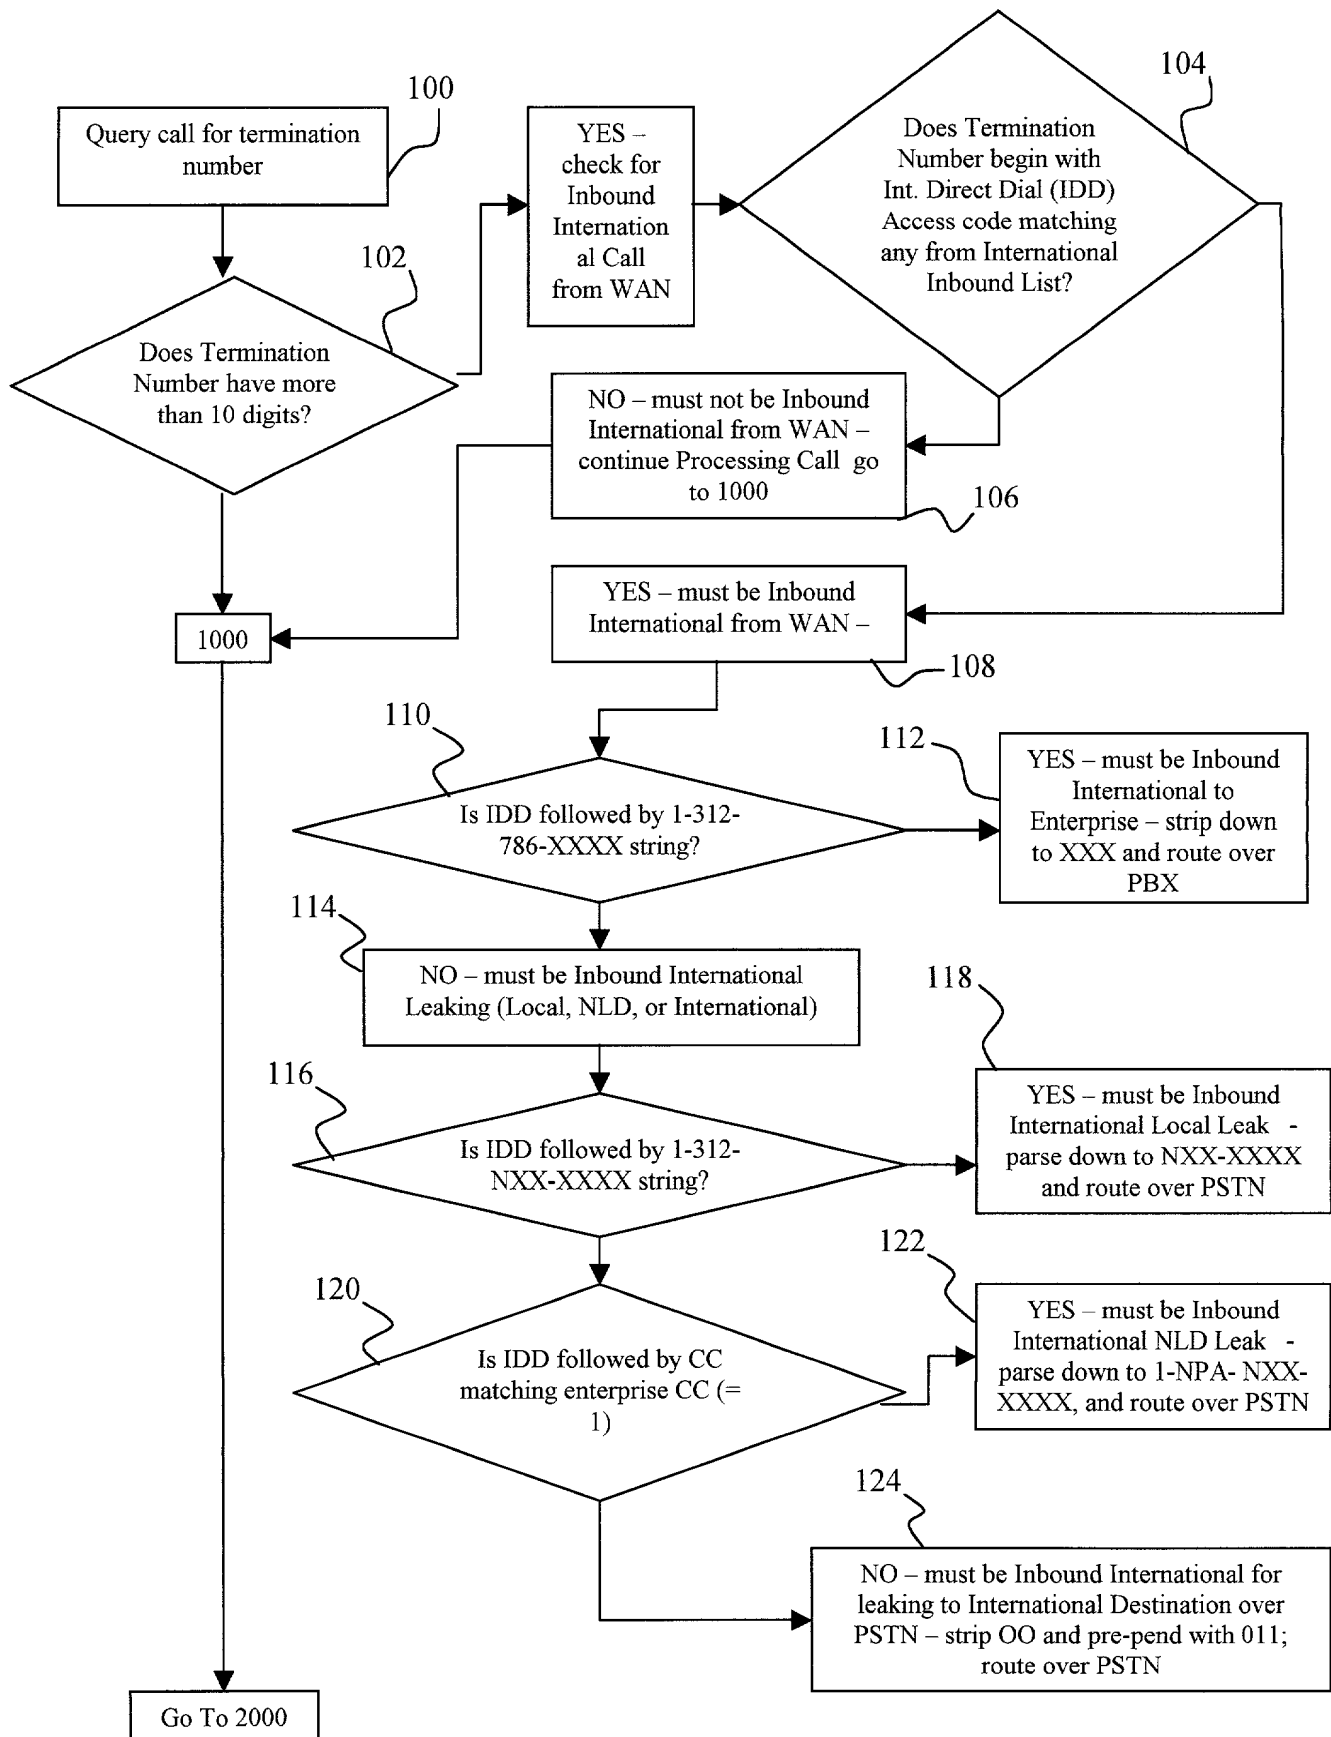 100
Query call for termination
number
102
Does Termination
Number have more
than 10 digits?
YES –
check for
Inbound
Internation
al Call
from WAN
104
Does Termination
Number begin with
Int. Direct Dial (IDD)
Access code matching
any from International
Inbound List?
NO – must not be Inbound
International from WAN –
continue Processing Call go
to 1000
106
1000
YES – must be Inbound
International from WAN –
108
110
Is IDD followed by 1-312-
786-XXXX string?
112
YES – must be Inbound
International to
Enterprise – strip down
to XXX and route over
PBX
114
NO – must be Inbound International
Leaking (Local, NLD, or International)
116
Is IDD followed by 1-312-
NXX-XXXX string?
118
YES – must be Inbound
International Local Leak -
parse down to NXX-XXXX
and route over PSTN
120
Is IDD followed by CC
matching enterprise CC (=
1)
122
YES – must be Inbound
International NLD Leak -
parse down to 1-NPA- NXX-
XXXX, and route over PSTN
124
NO – must be Inbound International for
leaking to International Destination over
PSTN – strip OO and pre-pend with 011;
route over PSTN
Go To 2000